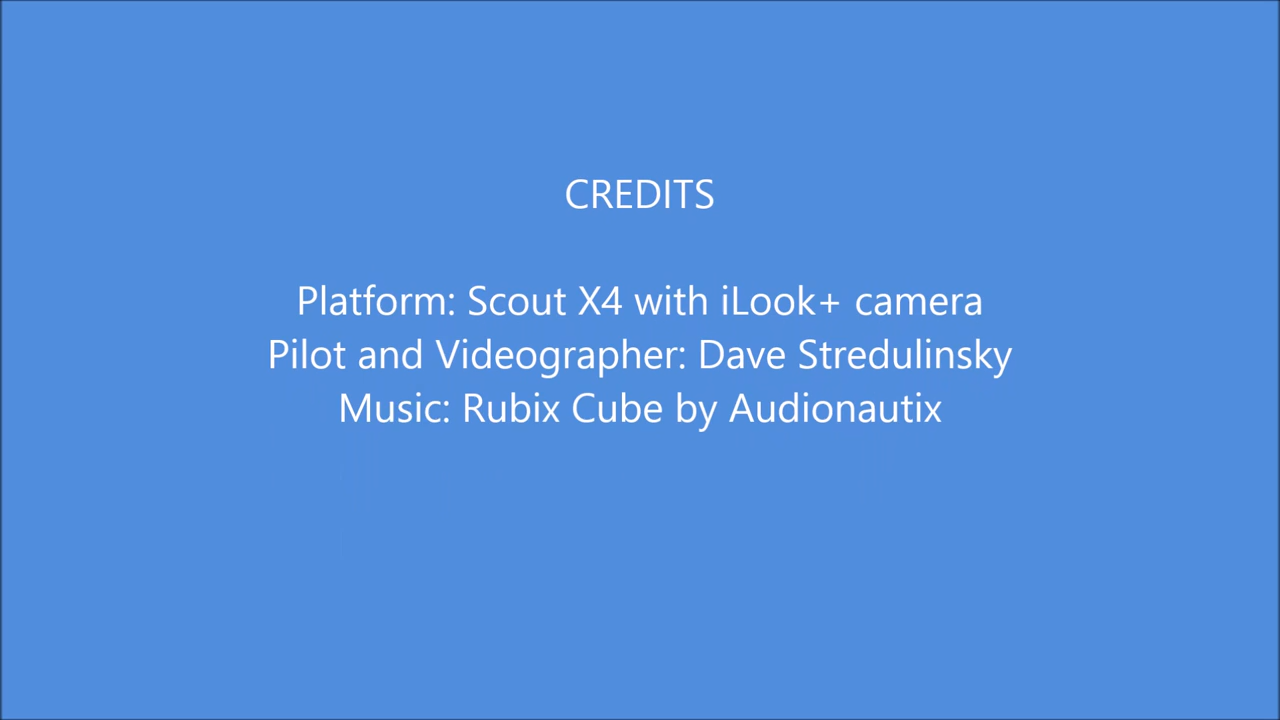 CREDITS
Platform: Scout X4 with iLook+ camera
Pilot and Videographer: Dave Stredulinsky
Music: Rubix Cube by Audionautix